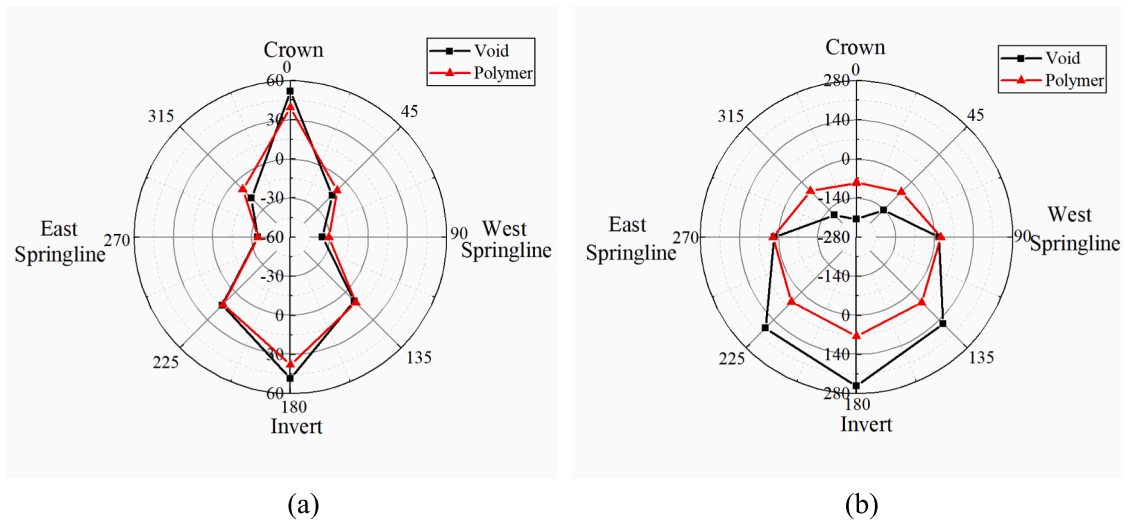 Crown
0
Void
Polymer
60
30
0
-30
-60
-30
0
30
60
315
45
East
Springline
270
90
West
Springline
225
135
180
Invert
(a)
Crown
0
Void
Polymer
280
140
0
-140
-280
-140
0
140
280
315
45
East
Springline
270
90
West
Springline
225
135
180
Invert
(b)